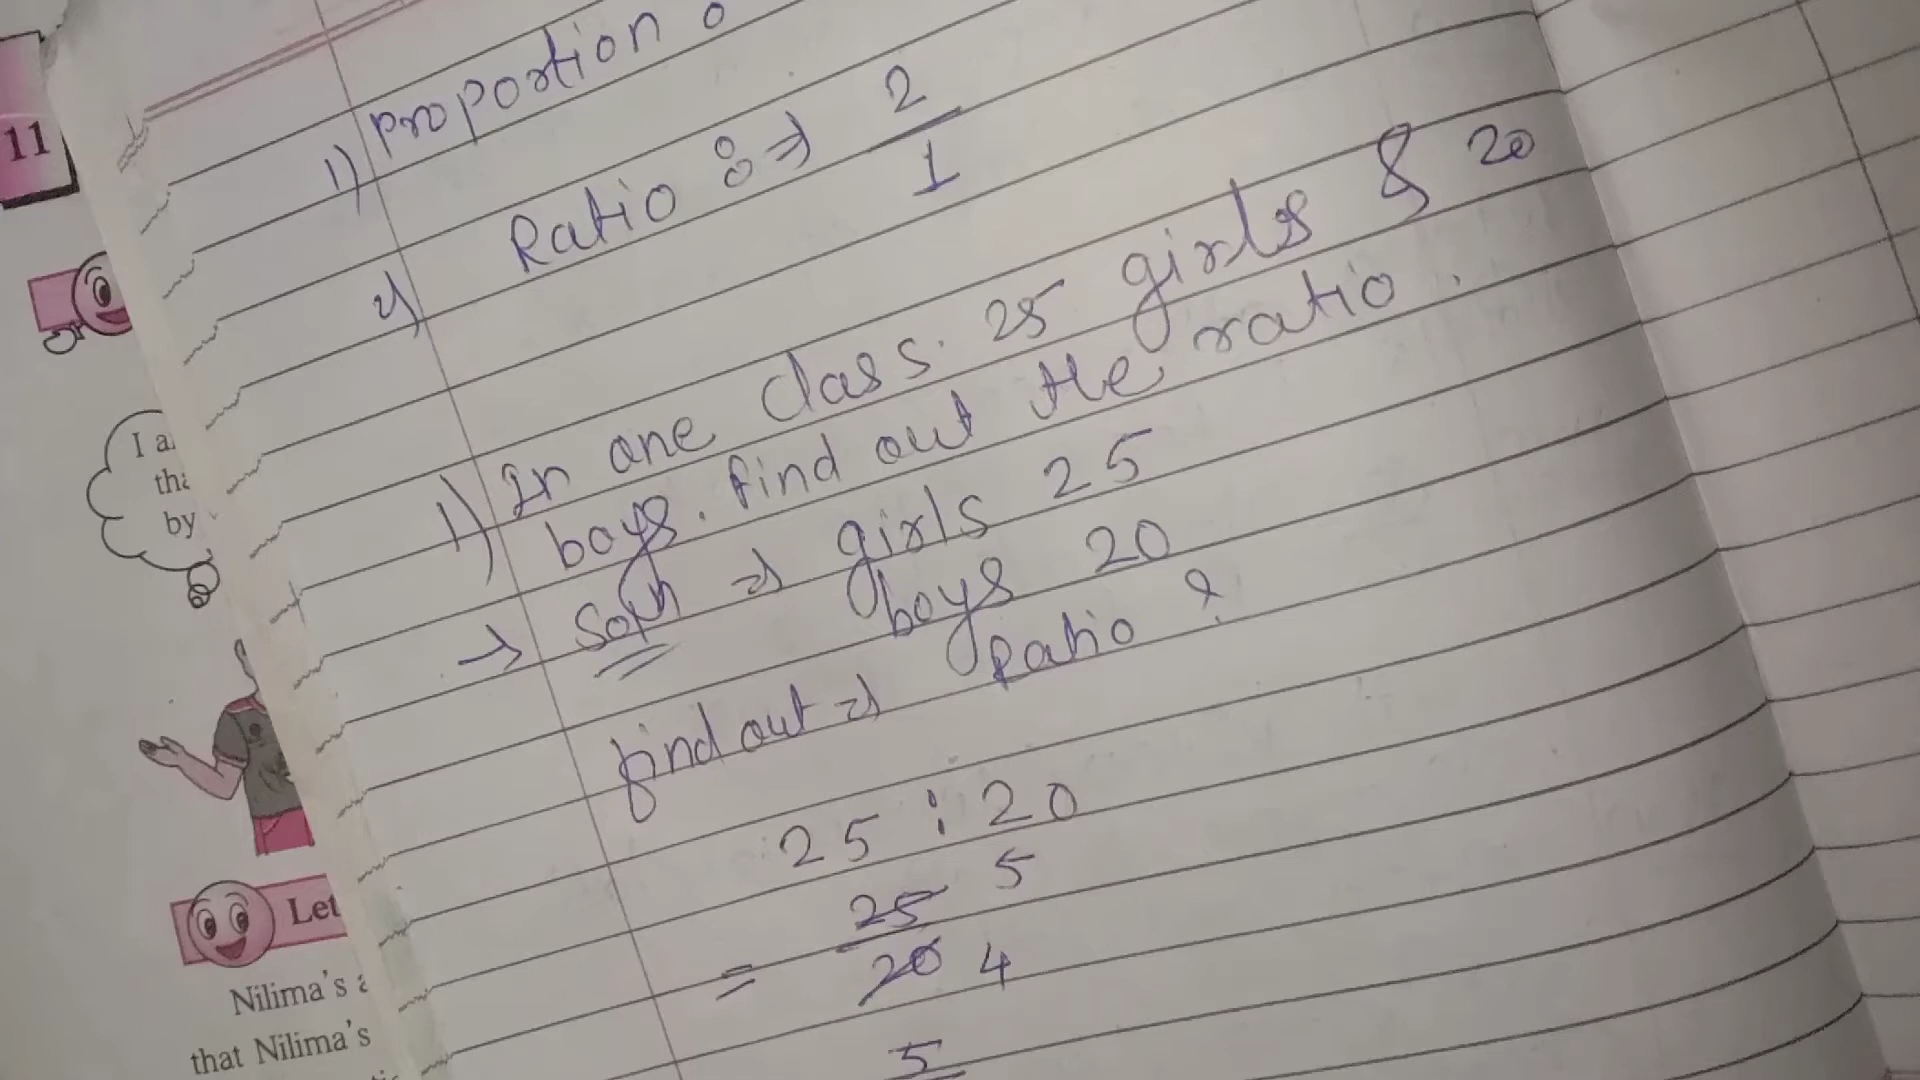 11
1) Proportion
2) Ratio :⇒ 2/1
1) In one class. 25 girls & 20
boys. find out the ratio.
→ Soln ⇒ girls 25
boys 20
find out ⇒ Ratio ?
25 : 20
= 25/20 5/4
5
I a
tha
by
Let
Nilima's a
that Nilima's